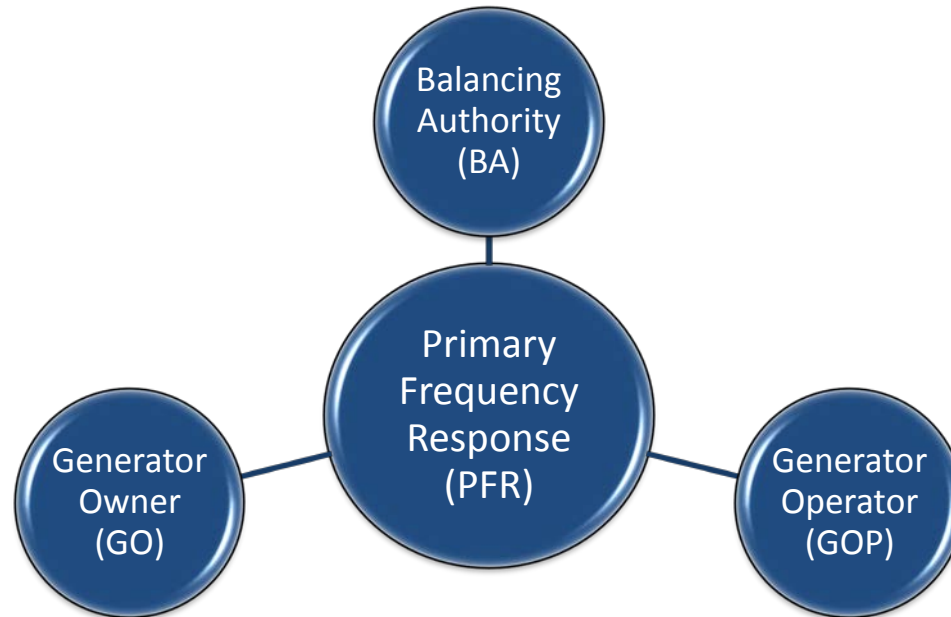 Balancing
Authority
(BA)
Primary
Frequency
Response
(PFR)
Generator
Owner
(GO)
Generator
Operator
(GOP)